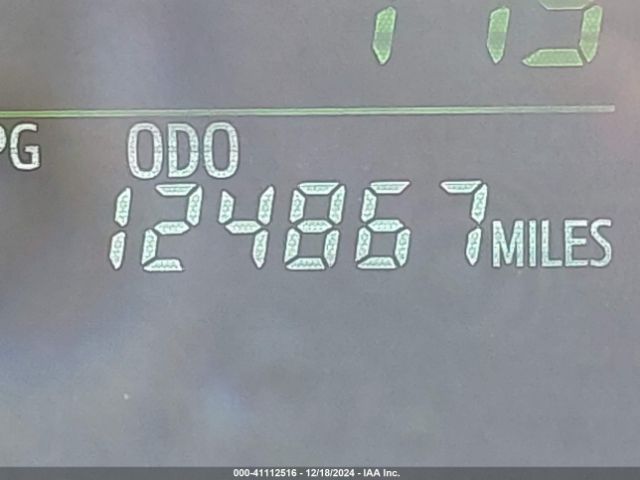 PG ODO
124867 MILES
000-41112516 - 12/18/2024 - IAA Inc.